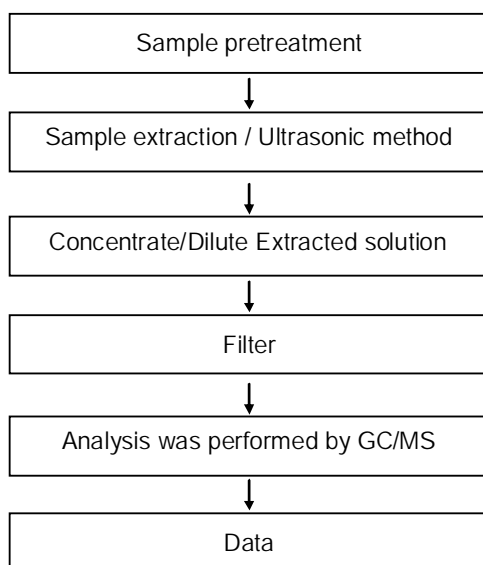 Sample pretreatment
Sample extraction / Ultrasonic method
Concentrate/Dilute Extracted solution
Filter
Analysis was performed by GC/MS
Data